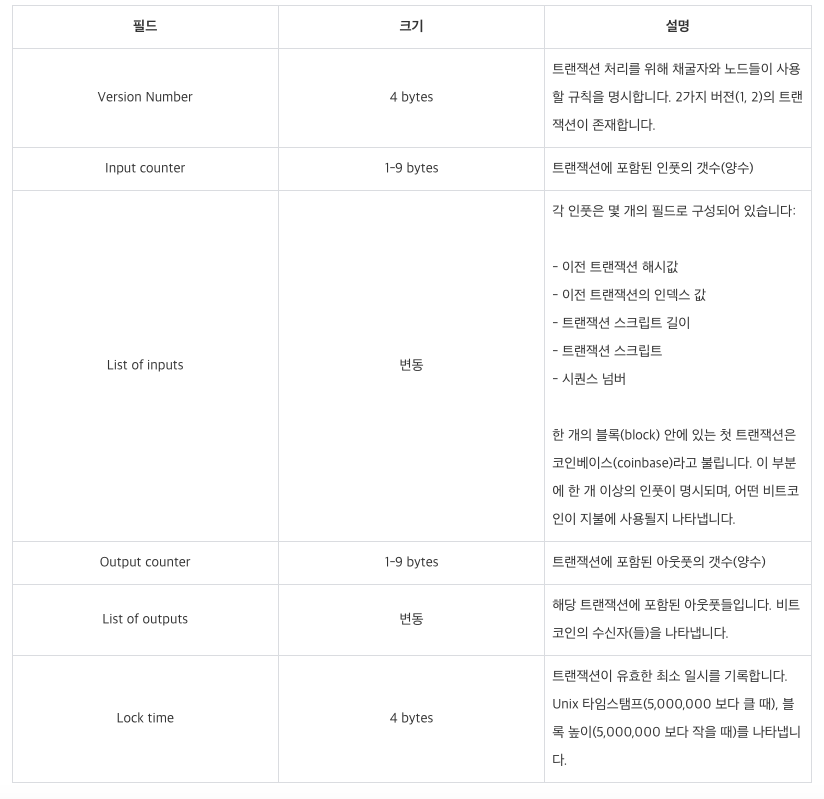 필드 크기 설명
Version Number 4 bytes 트랜잭션 처리를 위해 채굴자와 노드들이 사용
할 규칙을 명시합니다. 2가지 버젼(1, 2)의 트랜
잭션이 존재합니다.
Input counter 1-9 bytes 트랜잭션에 포함된 인풋의 갯수(양수)
List of inputs 변동 각 인풋은 몇 개의 필드로 구성되어 있습니다:
- 이전 트랜잭션 해시값
- 이전 트랜잭션의 인덱스 값
- 트랜잭션 스크립트 길이
- 트랜잭션 스크립트
- 시퀀스 넘버
한 개의 블록(block) 안에 있는 첫 트랜잭션은
코인베이스(coinbase)라고 불립니다. 이 부분
에 한 개 이상의 인풋이 명시되며, 어떤 비트코
인이 지불에 사용될지 나타냅니다.
Output counter 1-9 bytes 트랜잭션에 포함된 아웃풋의 갯수(양수)
List of outputs 변동 해당 트랜잭션에 포함된 아웃풋들입니다. 비트
코인의 수신자(들)을 나타냅니다.
Lock time 4 bytes 트랜잭션이 유효한 최소 일시를 기록합니다.
Unix 타임스탬프(5,000,000 보다 클 때), 블
록 높이(5,000,000 보다 작을 때)를 나타냅니
다.